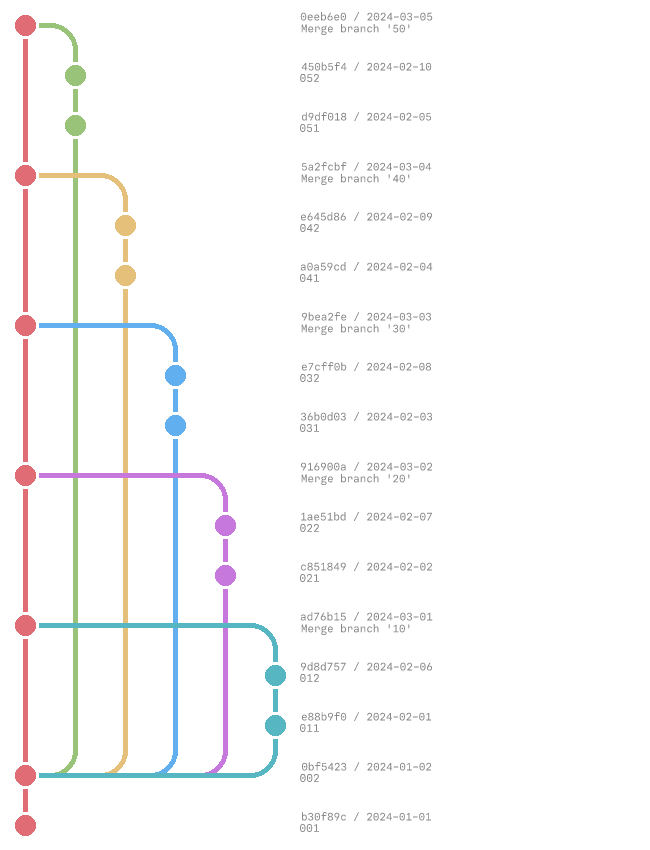 0eeb6e0 / 2024-03-05
Merge branch '50'
450b5f4 / 2024-02-10
052
d9df018 / 2024-02-05
051
5a2fcbf / 2024-03-04
Merge branch '40'
e645d86 / 2024-02-09
042
a0a59cd / 2024-02-04
041
9bea2fe / 2024-03-03
Merge branch '30'
e7cff0b / 2024-02-08
032
36b0d03 / 2024-02-03
031
916900a / 2024-03-02
Merge branch '20'
1ae51bd / 2024-02-07
022
c851849 / 2024-02-02
021
ad76b15 / 2024-03-01
Merge branch '10'
9d8d757 / 2024-02-06
012
e88b9f0 / 2024-02-01
011
0bf5423 / 2024-01-02
002
b30f89c / 2024-01-01
001